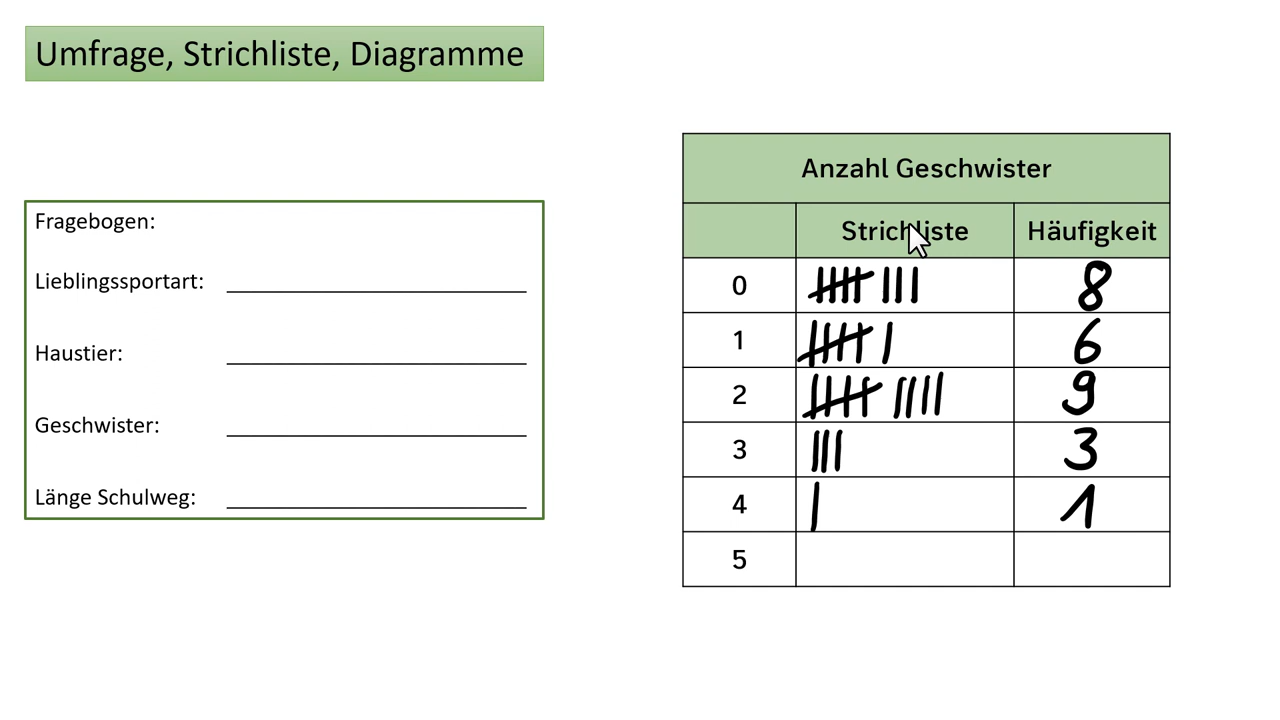 Umfrage, Strichliste, Diagramme
Fragebogen:
Lieblingssportart:
Haustier:
Geschwister:
Länge Schulweg:
Anzahl Geschwister
Strichliste Häufigkeit
0 8
1 6
2 9
3 3
4 1
5